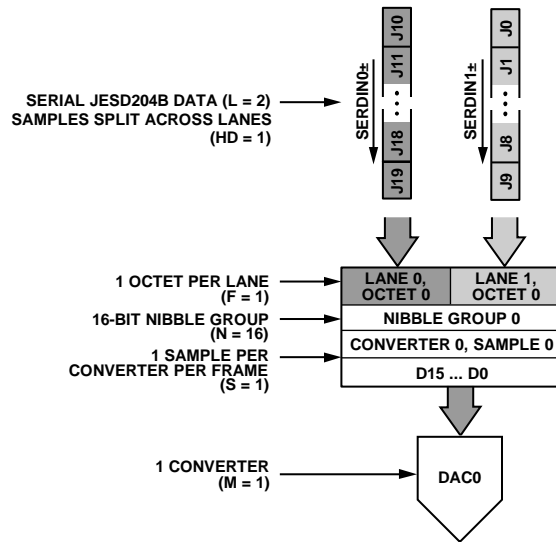 J10
J11
J18
J19
SERDIN0±
J0
J1
J8
J9
SERDIN1±
SERIAL JESD204B DATA (L = 2)
SAMPLES SPLIT ACROSS LANES
(HD = 1)
1 OCTET PER LANE
(F = 1)
LANE 0,
OCTET 0
LANE 1,
OCTET 0
16-BIT NIBBLE GROUP
(N = 16)
NIBBLE GROUP 0
1 SAMPLE PER
CONVERTER PER FRAME
(S = 1)
CONVERTER 0, SAMPLE 0
D15 ... D0
1 CONVERTER
(M = 1)
DAC0